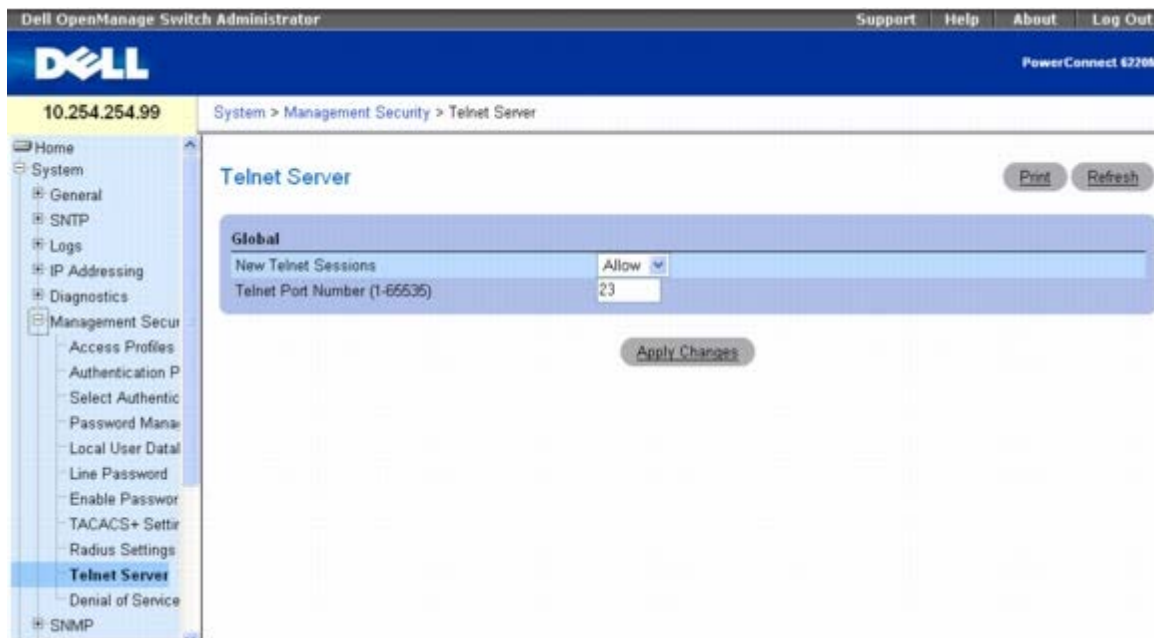 Dell OpenManage Switch Administrator Support Help About Log Out
DELL
PowerConnect 6220M
10.254.254.99
System > Management Security > Telnet Server
Home
System
General
SNTP
Logs
IP Addressing
Diagnostics
Management Secur
Access Profiles
Authentication P
Select Authentic
Password Mana
Local User Datal
Line Password
Enable Passwor
TACACS+ Settir
Radius Settings
Telnet Server
Denial of Service
SNMP
Telnet Server
Print Refresh
Global
New Telnet Sessions Allow
Telnet Port Number (1-65535) 23
Apply Changes